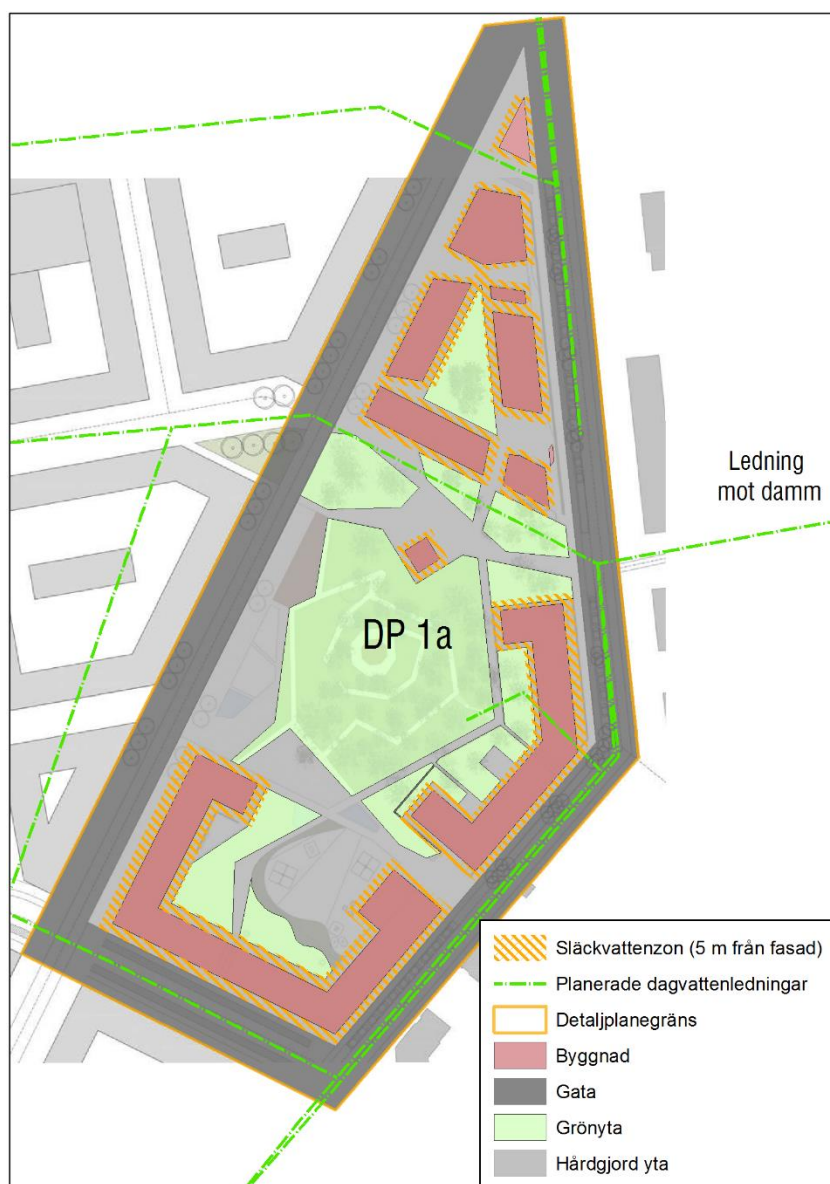 Ledning
mot damm
DP 1a
Släckvattenzon (5 m från fasad)
Planerade dagvattenledningar
Detaljplanegräns
Byggnad
Gata
Grönyta
Hårdgjord yta